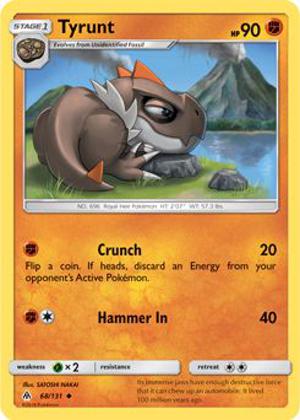 STAGE 1
Tyrunt
HP 90
Evolves from Unidentified Fossil
NO. 696 Royal Heir Pokémon HT: 2'07" WT: 57.3 lbs.
Crunch 20
Flip a coin. If heads, discard an Energy from your
opponent's Active Pokémon.
Hammer In 40
weakness ×2 resistance retreat
Illus. SATOSHI NAKAI
68/131
Its immense jaws have enough destructive force
that it can chew up an automobile. It lived
100 million years ago.